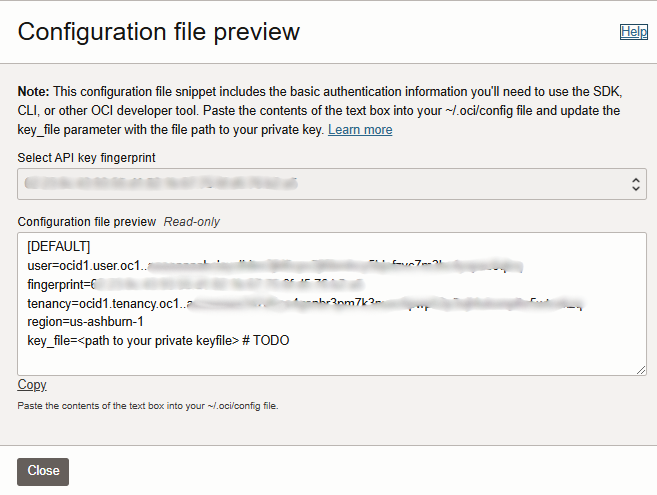 Configuration file preview
Help
Note: This configuration file snippet includes the basic authentication information you'll need to use the SDK,
CLI, or other OCI developer tool. Paste the contents of the text box into your ~/.oci/config file and update the
key_file parameter with the file path to your private key. Learn more
Select API key fingerprint
Configuration file preview Read-only
[DEFAULT]
user=ocid1.user.oc1..
fingerprint=
tenancy=ocid1.tenancy.oc1..
region=us-ashburn-1
key_file=<path to your private keyfile> # TODO
Copy
Paste the contents of the text box into your ~/.oci/config file.
Close